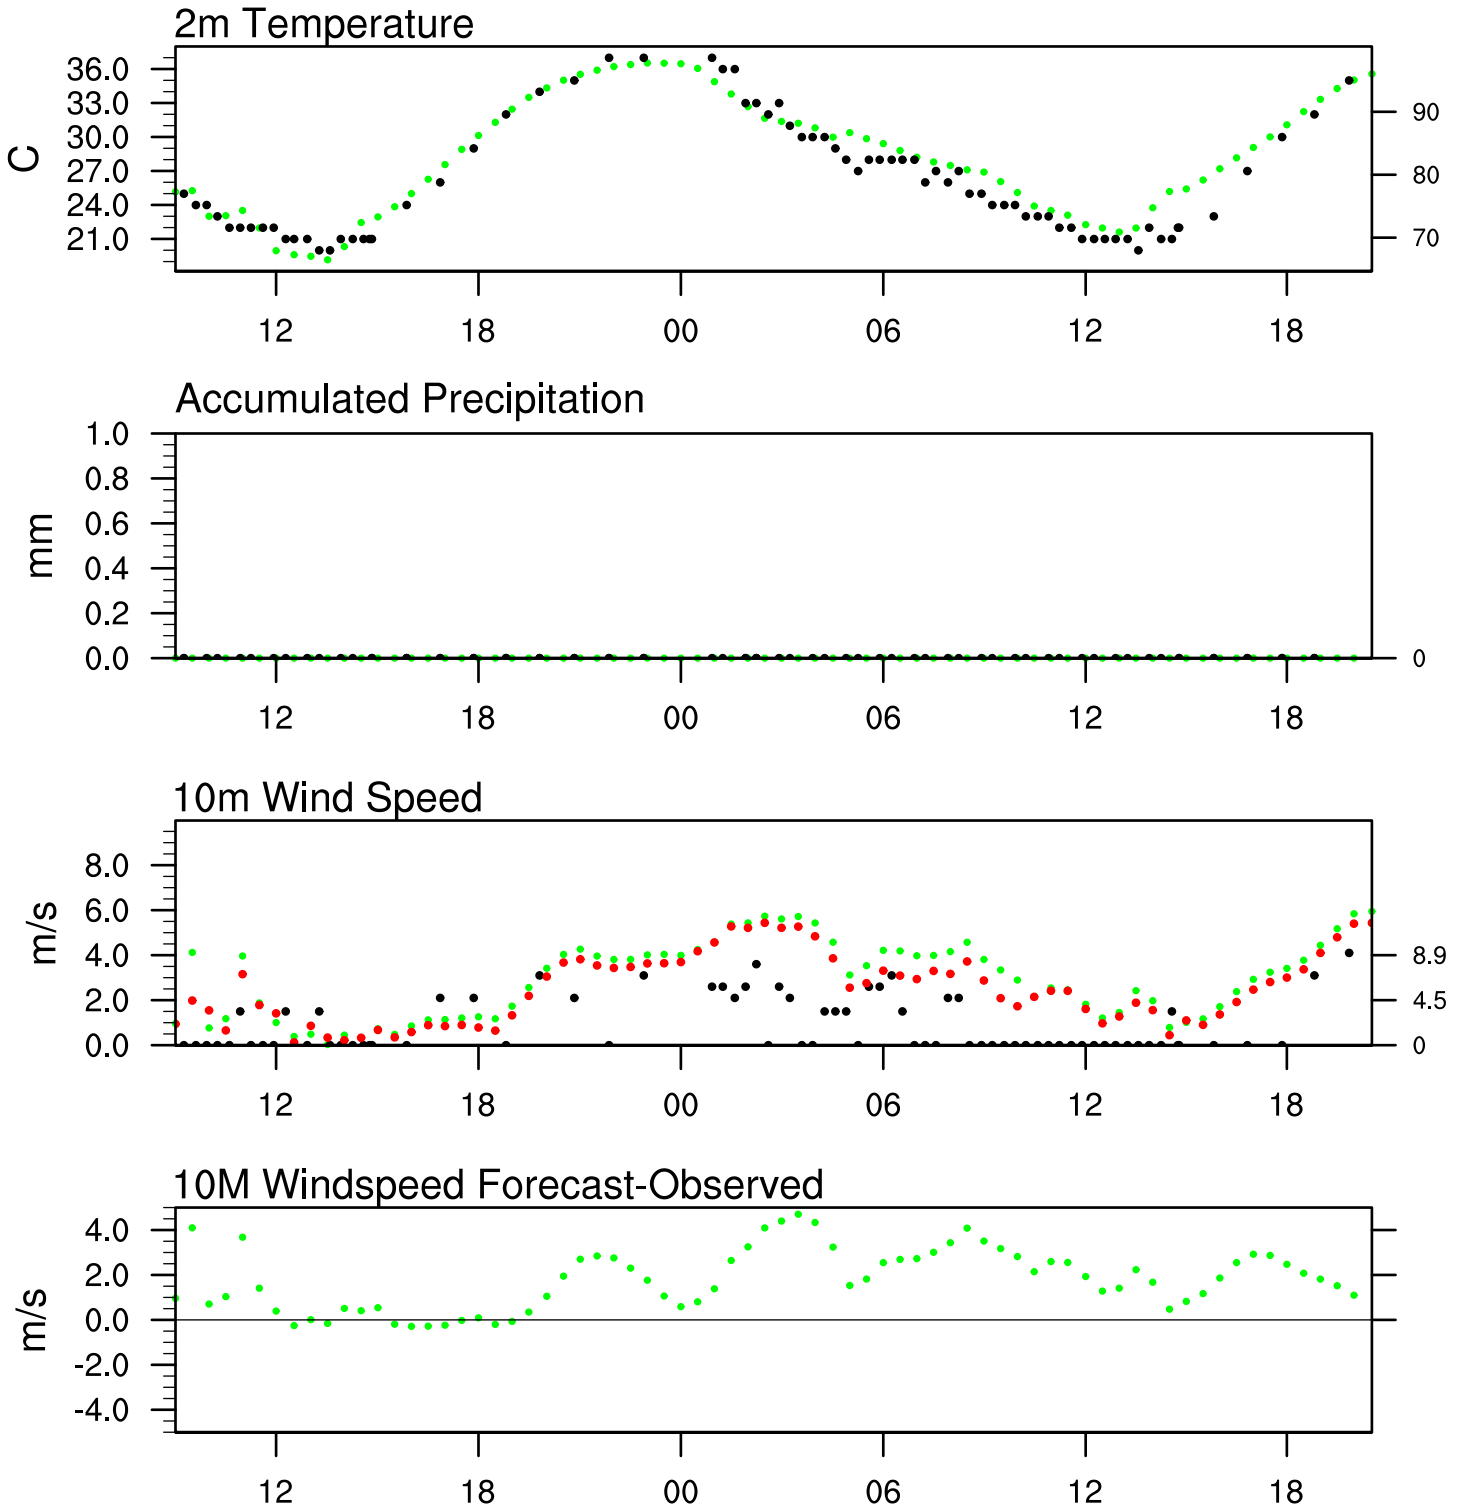 2m Temperature
36.0
33.0
30.0
27.0
24.0
21.0
C
90
80
70
12 18 00 06 12 18
Accumulated Precipitation
1.0
0.8
0.6
0.4
0.2
0.0
mm
0
12 18 00 06 12 18
10m Wind Speed
8.0
6.0
4.0
2.0
0.0
m/s
8.9
4.5
0
12 18 00 06 12 18
10M Windspeed Forecast-Observed
4.0
2.0
0.0
-2.0
-4.0
m/s
12 18 00 06 12 18